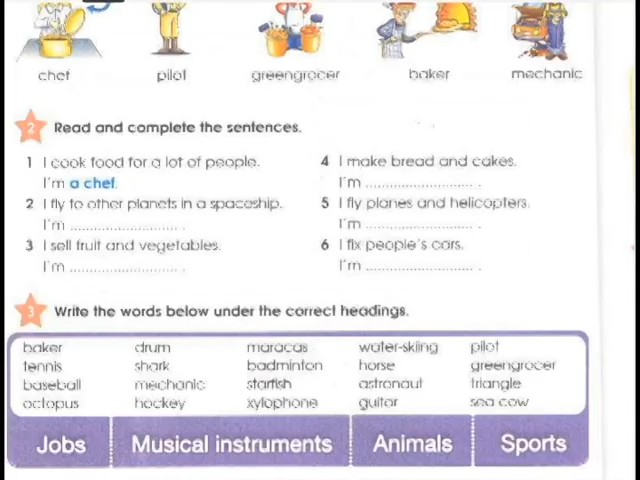 chef pilot greengrocer baker mechanic
2 Read and complete the sentences.
1 I cook food for a lot of people.
I'm a chef.
2 I fly to other planets in a spaceship.
I'm ............................ .
3 I sell fruit and vegetables.
I'm ............................ .
4 I make bread and cakes.
I'm ............................ .
5 I fly planes and helicopters.
I'm ............................ .
6 I fix people's cars.
I'm ............................ .
3 Write the words below under the correct headings.
baker drum maracas water-skiing pilot
tennis shark badminton horse greengrocer
baseball mechanic starfish astronaut triangle
octopus hockey xylophone guitar sea cow
Jobs Musical instruments Animals Sports